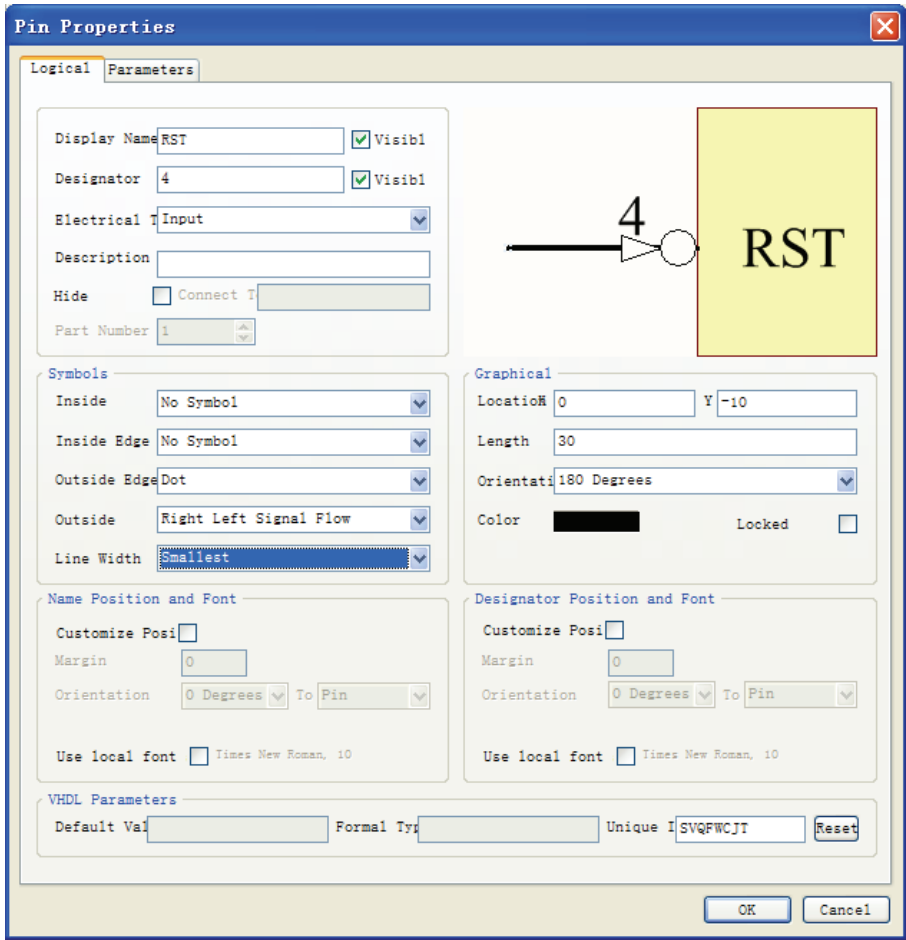 Pin Properties
Logical Parameters
Display Name RST Visibl
Designator 4 Visibl
Electrical T Input
Description
Hide Connect T
Part Number 1
4
RST
Symbols
Inside No Symbol
Inside Edge No Symbol
Outside Edge Dot
Outside Right Left Signal Flow
Line Width Smallest
Graphical
Location X 0 Y -10
Length 30
Orientati 180 Degrees
Color Locked
Name Position and Font
Customize Posi
Margin 0
Orientation 0 Degrees To Pin
Use local font Times New Roman, 10
Designator Position and Font
Customize Posi
Margin 0
Orientation 0 Degrees To Pin
Use local font Times New Roman, 10
VHDL Parameters
Default Val Formal Typ Unique I SVQFWCJT Reset
OK Cancel